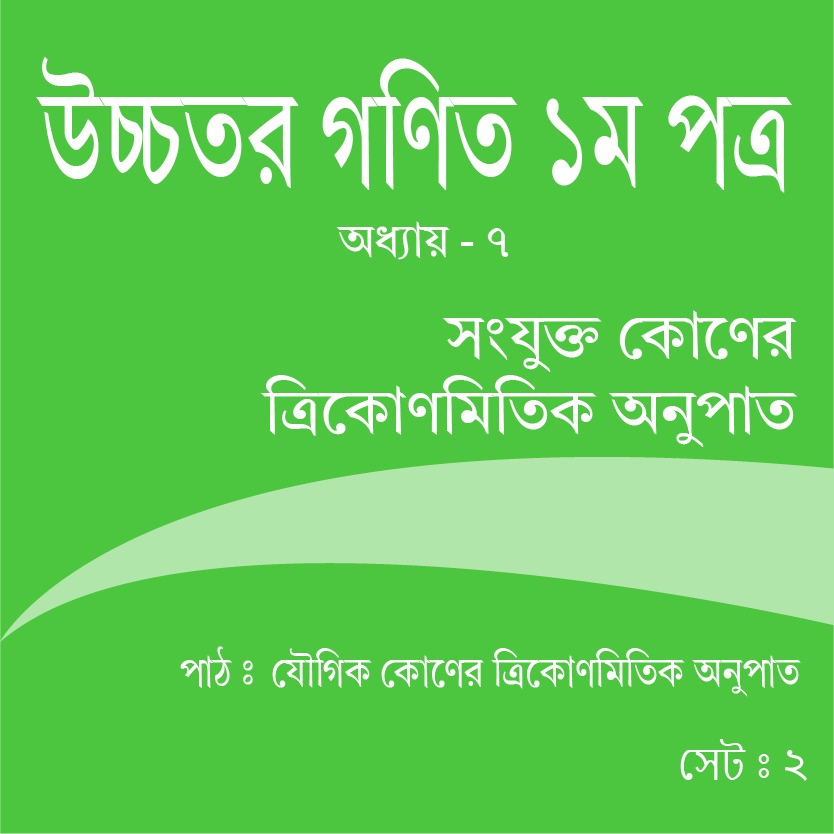 উচ্চতর গণিত ১ম পত্র
অধ্যায় - ৭
সংযুক্ত কোণের
ত্রিকোণমিতিক অনুপাত
পাঠ ঃ যৌগিক কোণের ত্রিকোণমিতিক অনুপাত
সেট ঃ ২